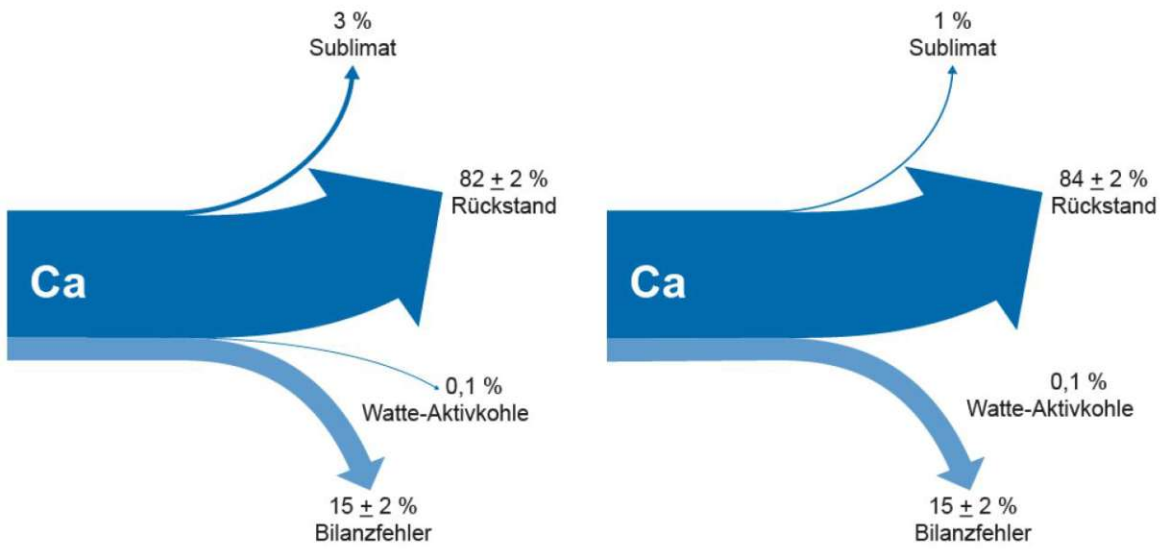 3 %
Sublimat
82 ± 2 %
Rückstand
Ca
0,1 %
Watte-Aktivkohle
15 ± 2 %
Bilanzfehler
1 %
Sublimat
84 ± 2 %
Rückstand
Ca
0,1 %
Watte-Aktivkohle
15 ± 2 %
Bilanzfehler